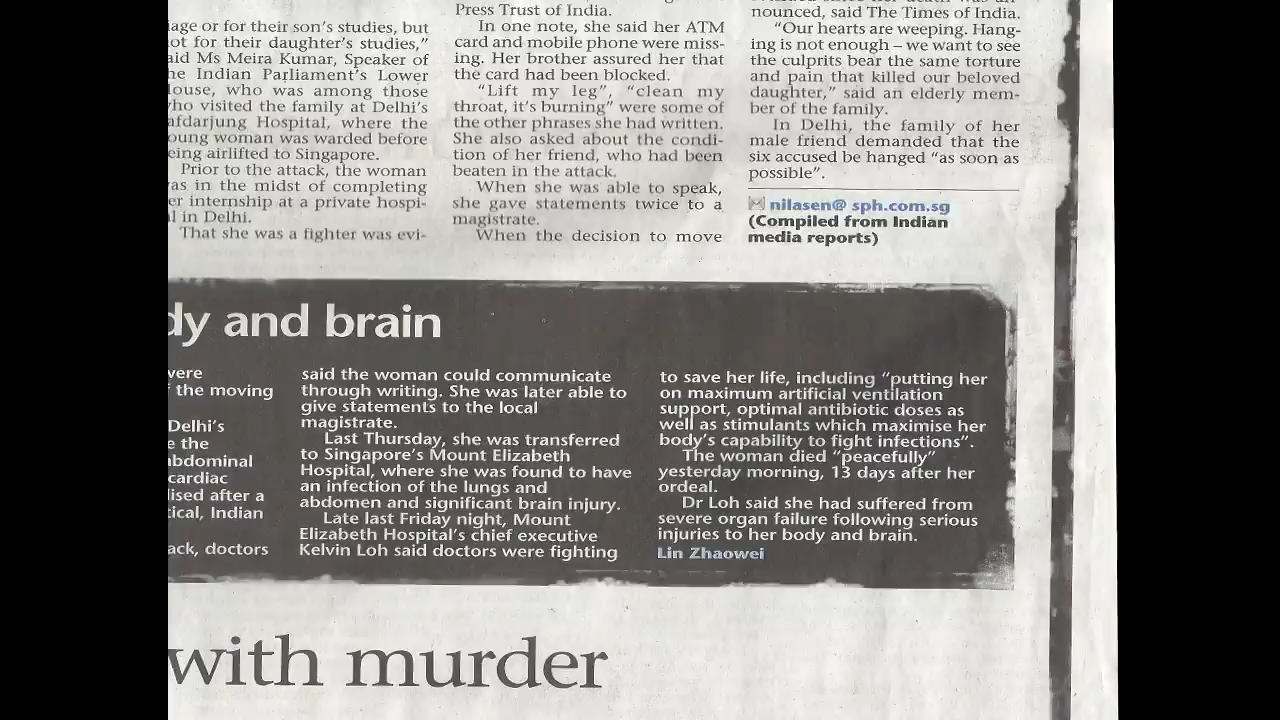 age or for their son's studies, but
ot for their daughter's studies,"
aid Ms Meira Kumar, Speaker of
he Indian Parliament's Lower
ouse, who was among those
ho visited the family at Delhi's
afdarjung Hospital, where the
oung woman was warded before
eing airlifted to Singapore.
Prior to the attack, the woman
as in the midst of completing
er internship at a private hospi-
l in Delhi.
That she was a fighter was evi-
Press Trust of India.
In one note, she said her ATM
card and mobile phone were miss-
ing. Her brother assured her that
the card had been blocked.
"Lift my leg", "clean my
throat, it's burning" were some of
the other phrases she had written.
She also asked about the condi-
tion of her friend, who had been
beaten in the attack.
When she was able to speak,
she gave statements twice to a
magistrate.
When the decision to move
nounced, said The Times of India.
"Our hearts are weeping. Hang-
ing is not enough – we want to see
the culprits bear the same torture
and pain that killed our beloved
daughter," said an elderly mem-
ber of the family.
In Delhi, the family of her
male friend demanded that the
six accused be hanged "as soon as
possible".
nilasen@ sph.com.sg
(Compiled from Indian
media reports)
dy and brain
vere
the moving
Delhi's
e the
abdominal
cardiac
lised after a
tical, Indian
ack, doctors
said the woman could communicate
through writing. She was later able to
give statements to the local
magistrate.
Last Thursday, she was transferred
to Singapore's Mount Elizabeth
Hospital, where she was found to have
an infection of the lungs and
abdomen and significant brain injury.
Late last Friday night, Mount
Elizabeth Hospital's chief executive
Kelvin Loh said doctors were fighting
to save her life, including "putting her
on maximum artificial ventilation
support, optimal antibiotic doses as
well as stimulants which maximise her
body's capability to fight infections".
The woman died "peacefully"
yesterday morning, 13 days after her
ordeal.
Dr Loh said she had suffered from
severe organ failure following serious
injuries to her body and brain.
Lin Zhaowei
with murder